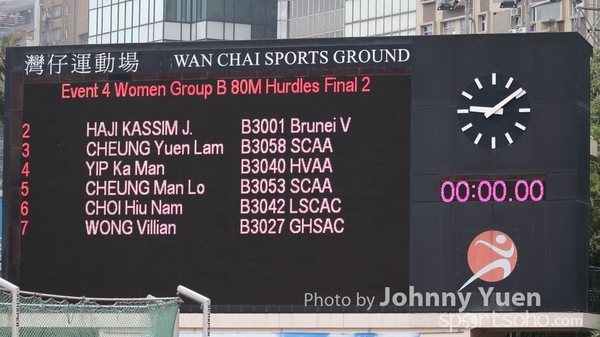 灣仔運動場 WAN CHAI SPORTS GROUND
Event 4 Women Group B 80M Hurdles Final 2
2 HAJI KASSIM J. B3001 Brunei V
3 CHEUNG Yuen Lam B3058 SCAA
4 YIP Ka Man B3040 HVAA
5 CHEUNG Man Lo B3053 SCAA
6 CHOI Hiu Nam B3042 LSCAC
7 WONG Villian B3027 GHSAC
00:00.00
Photo by Johnny Yuen
sportsoho.com